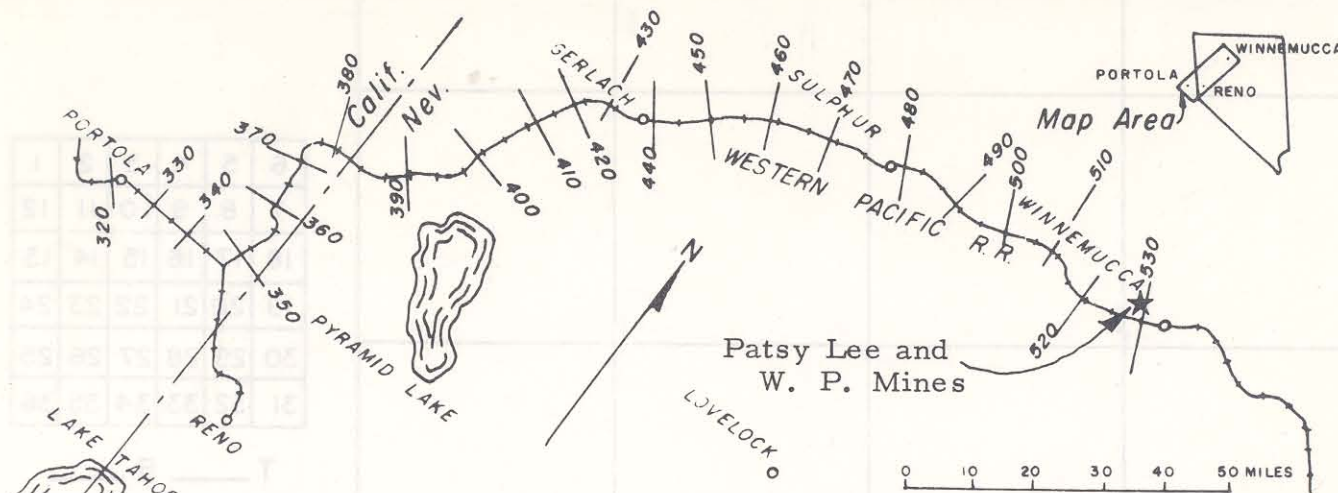 PORTOLA
320
330
340
350
360
370
380
Calif.
Nev.
390
400
410
420
GERLACH
430
440
450
460
SULPHUR
470
480
490
500
WINNEMUCCA
510
520
530
WESTERN PACIFIC R.R.
PYRAMID LAKE
RENO
LAKE TAHOE
N
LOVELOCK
Patsy Lee and
W. P. Mines
0 10 20 30 40 50 MILES
WINNEMUCCA
PORTOLA
RENO
Map Area